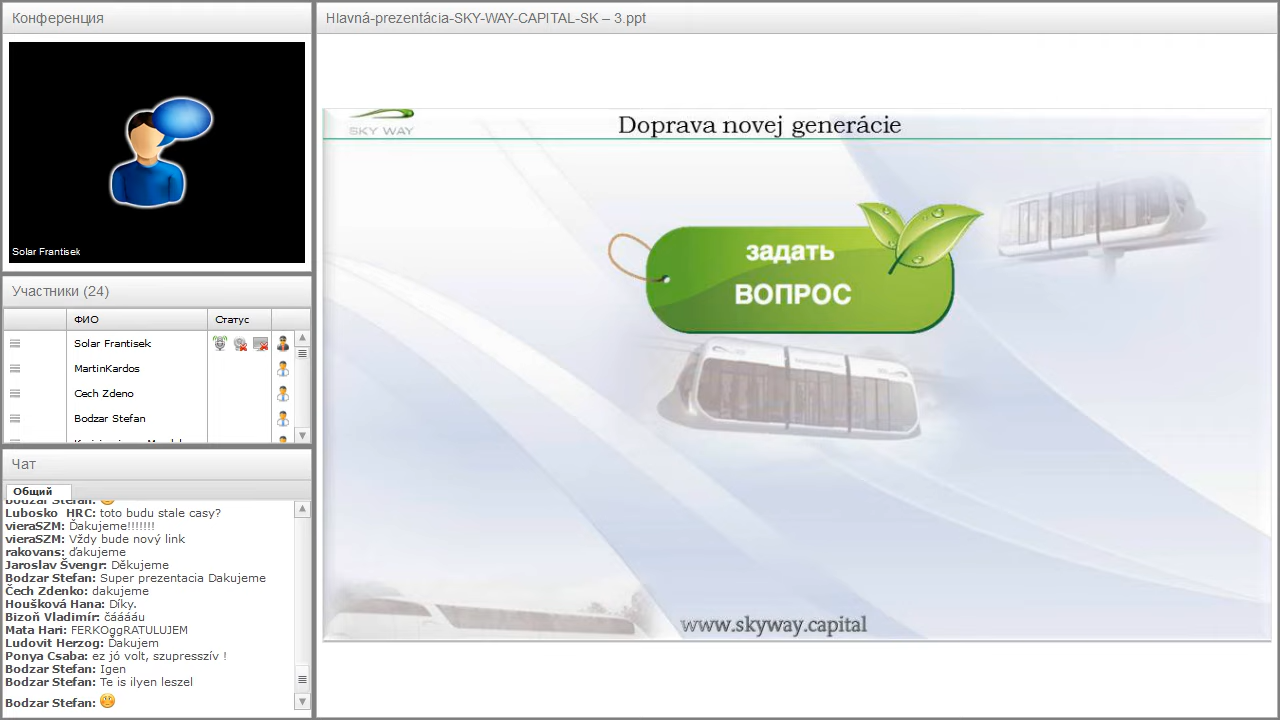 Конференция
Solar Frantisek
Участники (24)
ФИО Статус
Solar Frantisek
MartinKardos
Cech Zdeno
Bodzar Stefan
Чат
Общий
Bodzar Stefan:
Lubosko HRC: toto budu stale casy?
vieraSZM: Ďakujeme!!!!!!!
vieraSZM: Vždy bude nový link
rakovans: ďakujeme
Jaroslav Švengr: Děkujeme
Bodzar Stefan: Super prezentacia Dakujeme
Čech Zdenko: dakujeme
Houšková Hana: Díky.
Bizoň Vladimír: čááááu
Mata Hari: FERKOggRATULUJEM
Ludovit Herzog: Dakujem
Ponya Csaba: ez jó volt, szupresszív !
Bodzar Stefan: Igen
Bodzar Stefan: Te is ilyen leszel
Bodzar Stefan:
Hlavná-prezentácia-SKY-WAY-CAPITAL-SK – 3.ppt
SKY WAY
Doprava novej generácie
задать
ВОПРОС
www.skyway.capital